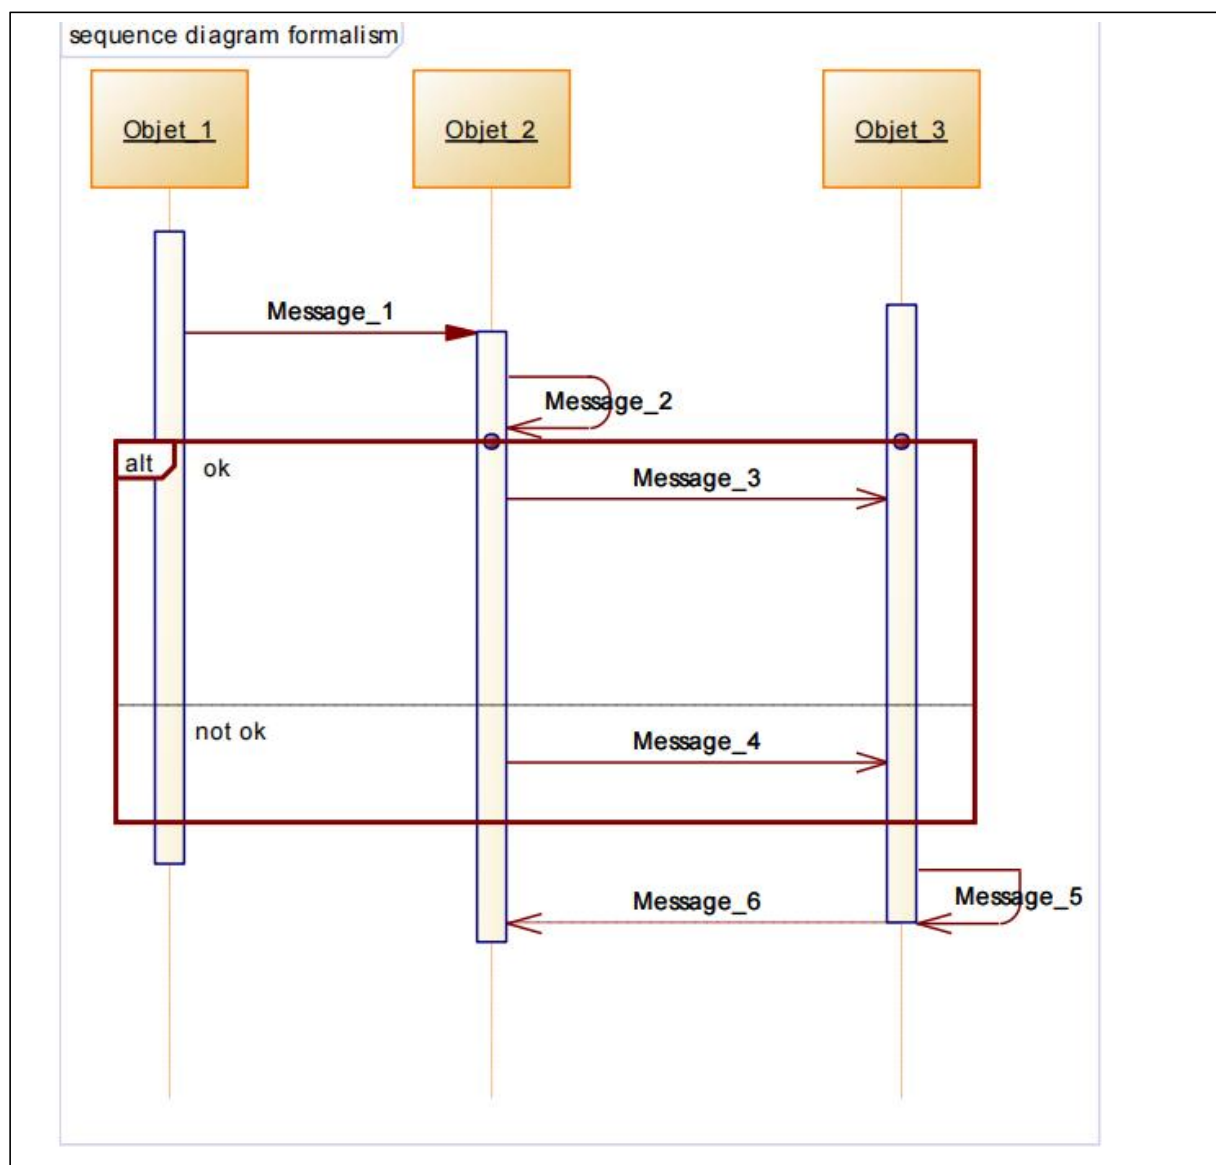 sequence diagram formalism
Objet_1
Objet_2
Objet_3
Message_1
Message_2
alt
ok
Message_3
not ok
Message_4
Message_5
Message_6